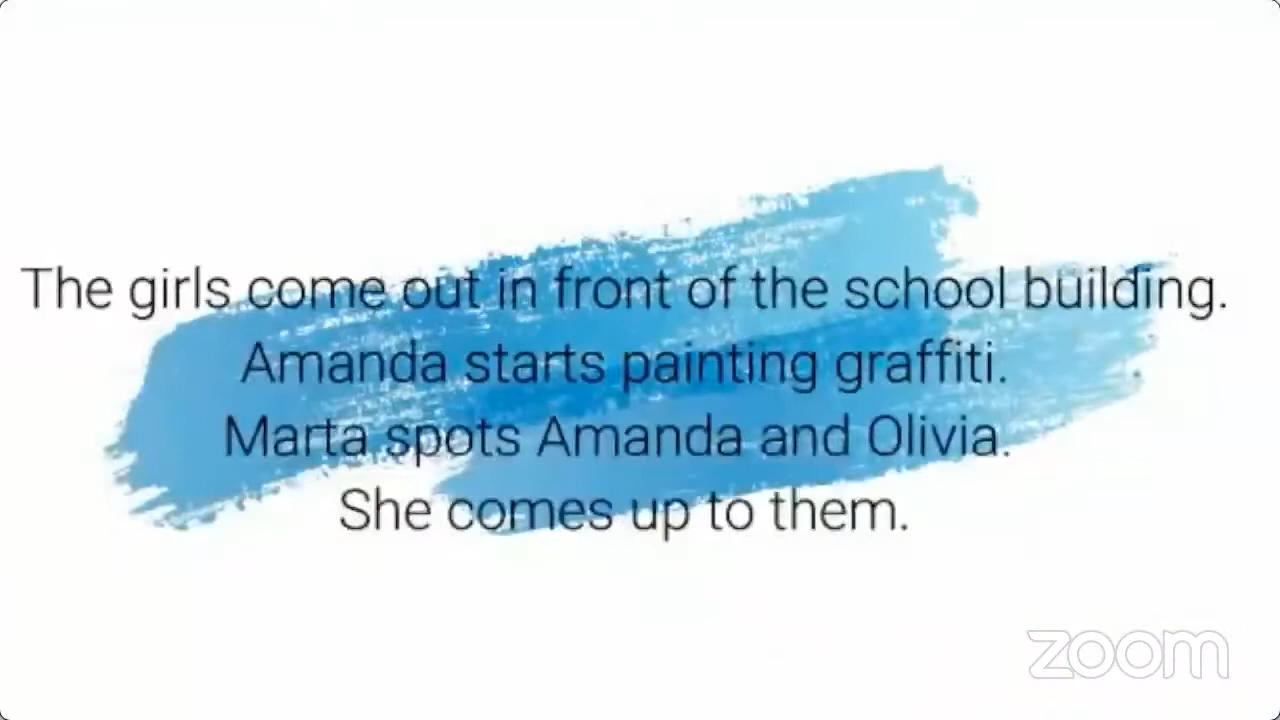 The girls come out in front of the school building.
Amanda starts painting graffiti.
Marta spots Amanda and Olivia.
She comes up to them.
zoom